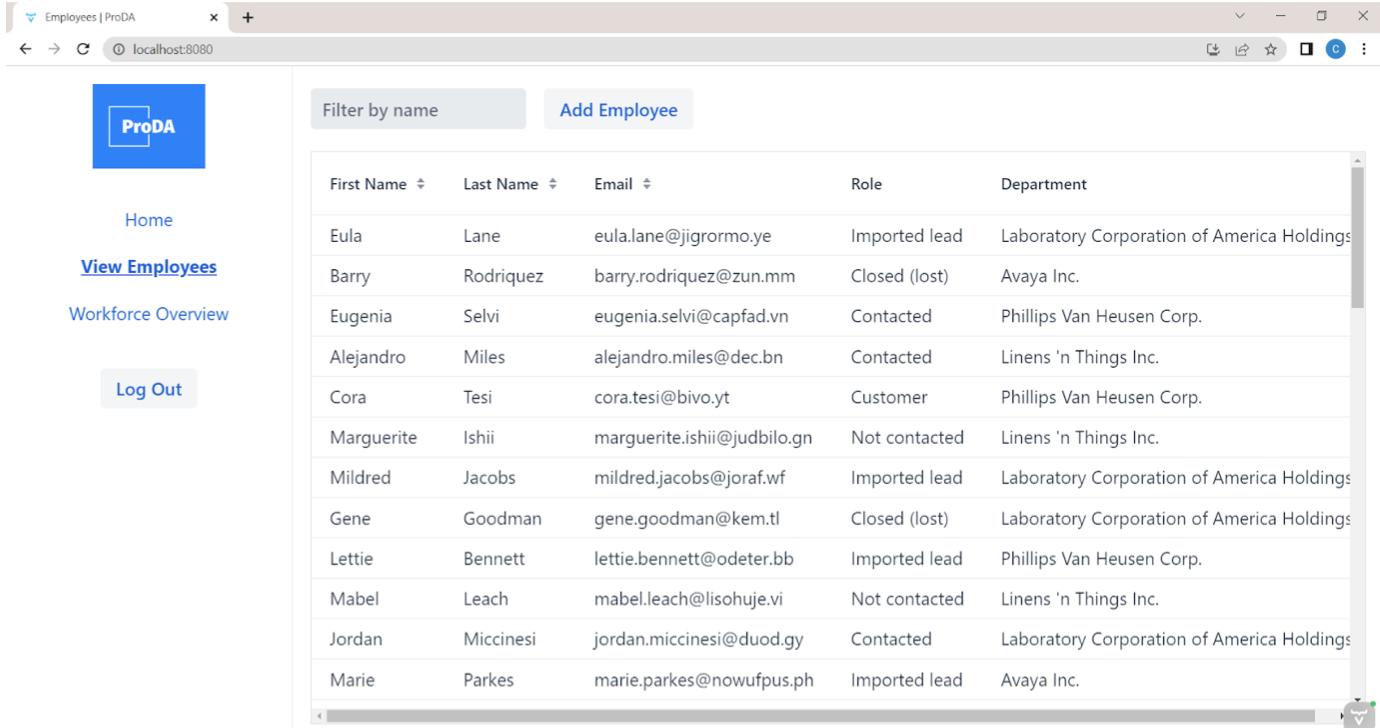 Employees | ProDA
localhost:8080
C
ProDA
Home
View Employees
Workforce Overview
Log Out
Filter by name Add Employee
First Name Last Name Email Role Department
Eula Lane eula.lane@jigrormo.ye Imported lead Laboratory Corporation of America Holdings
Barry Rodriquez barry.rodriquez@zun.mm Closed (lost) Avaya Inc.
Eugenia Selvi eugenia.selvi@capfad.vn Contacted Phillips Van Heusen Corp.
Alejandro Miles alejandro.miles@dec.bn Contacted Linens 'n Things Inc.
Cora Tesi cora.tesi@bivo.yt Customer Phillips Van Heusen Corp.
Marguerite Ishii marguerite.ishii@judbilo.gn Not contacted Linens 'n Things Inc.
Mildred Jacobs mildred.jacobs@joraf.wf Imported lead Laboratory Corporation of America Holdings
Gene Goodman gene.goodman@kem.tl Closed (lost) Laboratory Corporation of America Holdings
Lettie Bennett lettie.bennett@odeter.bb Imported lead Phillips Van Heusen Corp.
Mabel Leach mabel.leach@lisohuje.vi Not contacted Linens 'n Things Inc.
Jordan Miccinesi jordan.miccinesi@duod.gy Contacted Laboratory Corporation of America Holdings
Marie Parkes marie.parkes@nowufpus.ph Imported lead Avaya Inc.